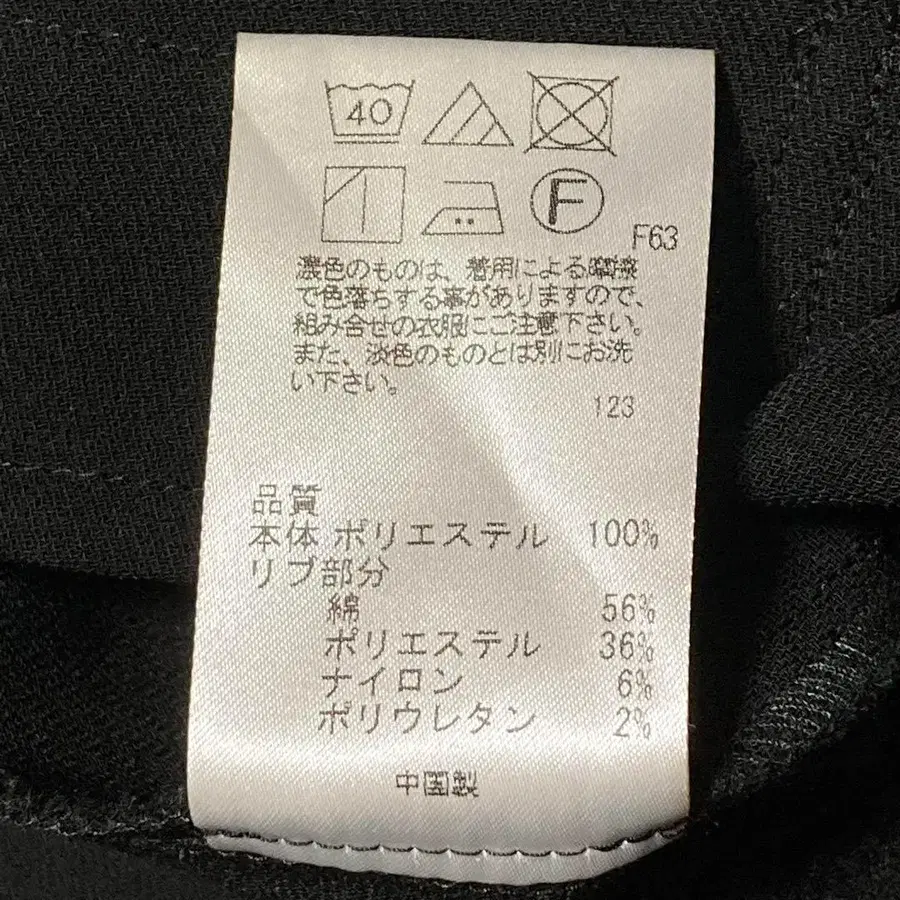 40
F
F63
濃色のものは、着用による摩擦
で色落ちする事がありますので、
組み合せの衣服にご注意下さい。
また、淡色のものとは別にお洗
い下さい。
123
品質
本体 ポリエステル 100%
リブ部分
綿 56%
ポリエステル 36%
ナイロン 6%
ポリウレタン 2%
中国製